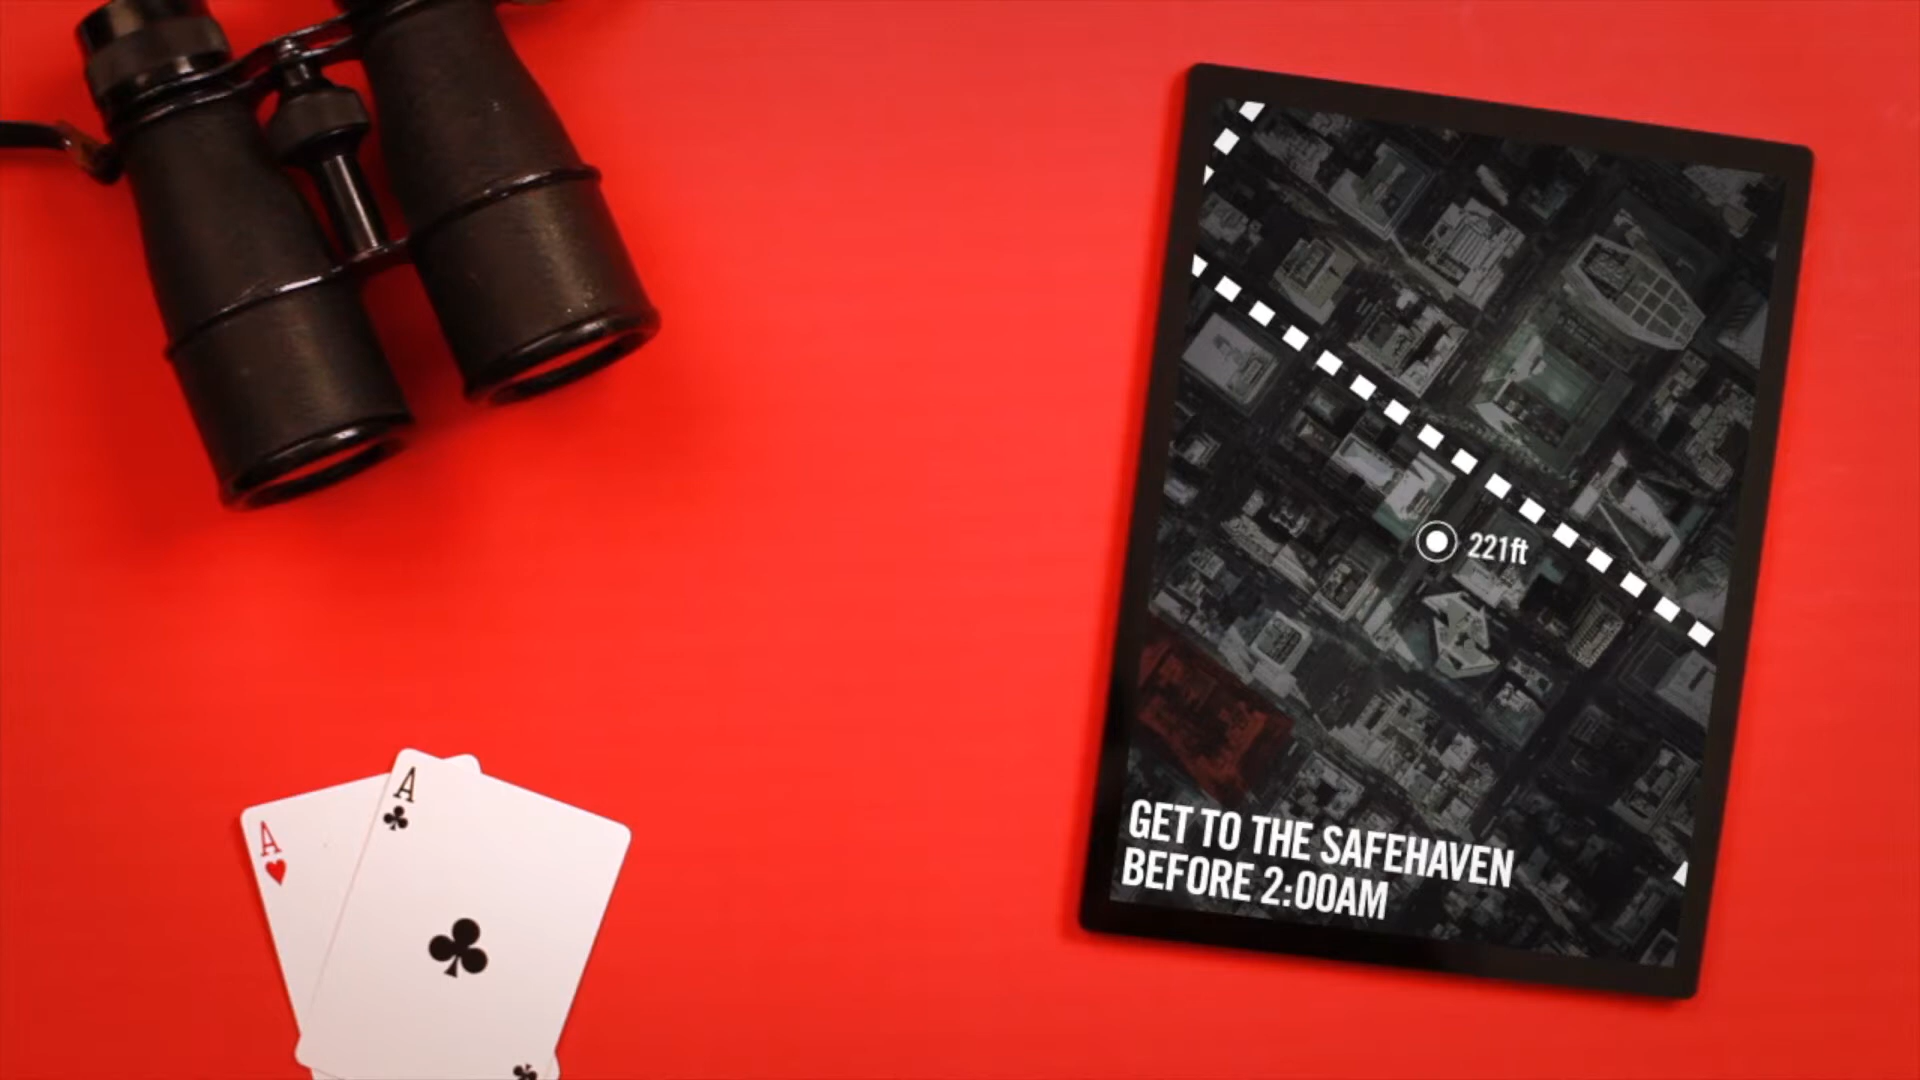 221ft
GET TO THE SAFEHAVEN
BEFORE 2:00AM
A
A